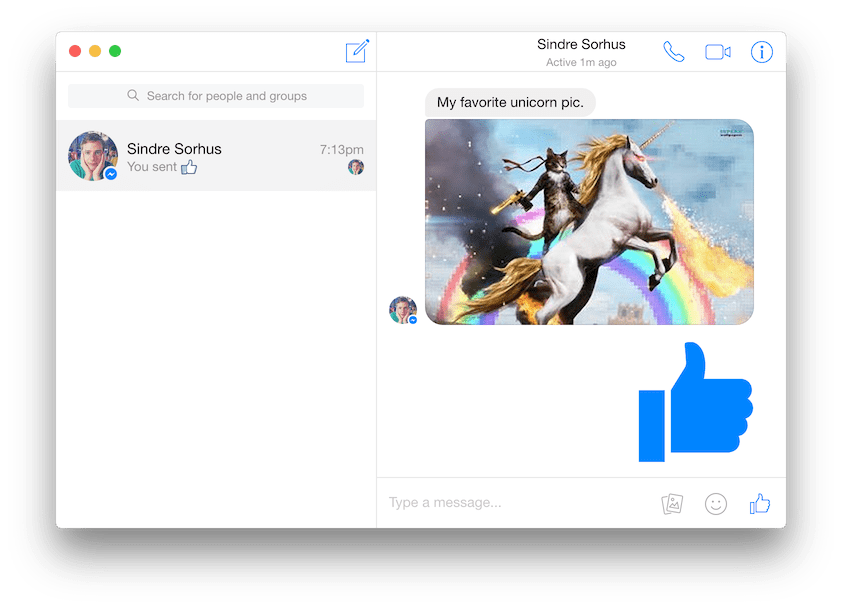 Search for people and groups
Sindre Sorhus
7:13pm
You sent
Sindre Sorhus
Active 1m ago
My favorite unicorn pic.
Type a message...